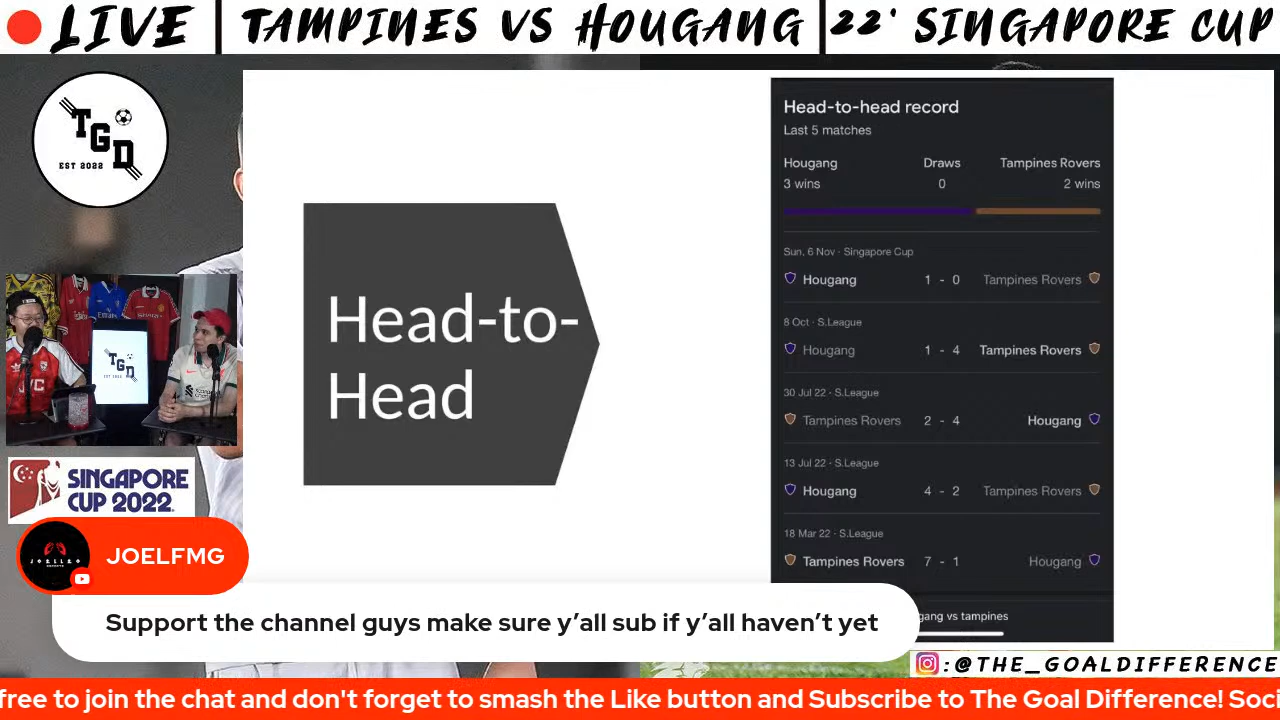 LIVE
TAMPINES VS HOUGANG
22' SINGAPORE CUP
TGD
EST 2022
Head-to-
Head
Head-to-head record
Last 5 matches
Hougang Draws Tampines Rovers
3 wins 0 2 wins
Sun, 6 Nov · Singapore Cup
Hougang 1 - 0 Tampines Rovers
8 Oct · S.League
Hougang 1 - 4 Tampines Rovers
30 Jul 22 · S.League
Tampines Rovers 2 - 4 Hougang
13 Jul 22 · S.League
Hougang 4 - 2 Tampines Rovers
18 Mar 22 · S.League
Tampines Rovers 7 - 1 Hougang
gang vs tampines
TGD
JVC
SINGAPORE
CUP 2022
JOELFMG
Support the channel guys make sure y’all sub if y’all haven’t yet
:@THE_GOALDIFFERENCE
free to join the chat and don't forget to smash the Like button and Subscribe to The Goal Difference! Soci